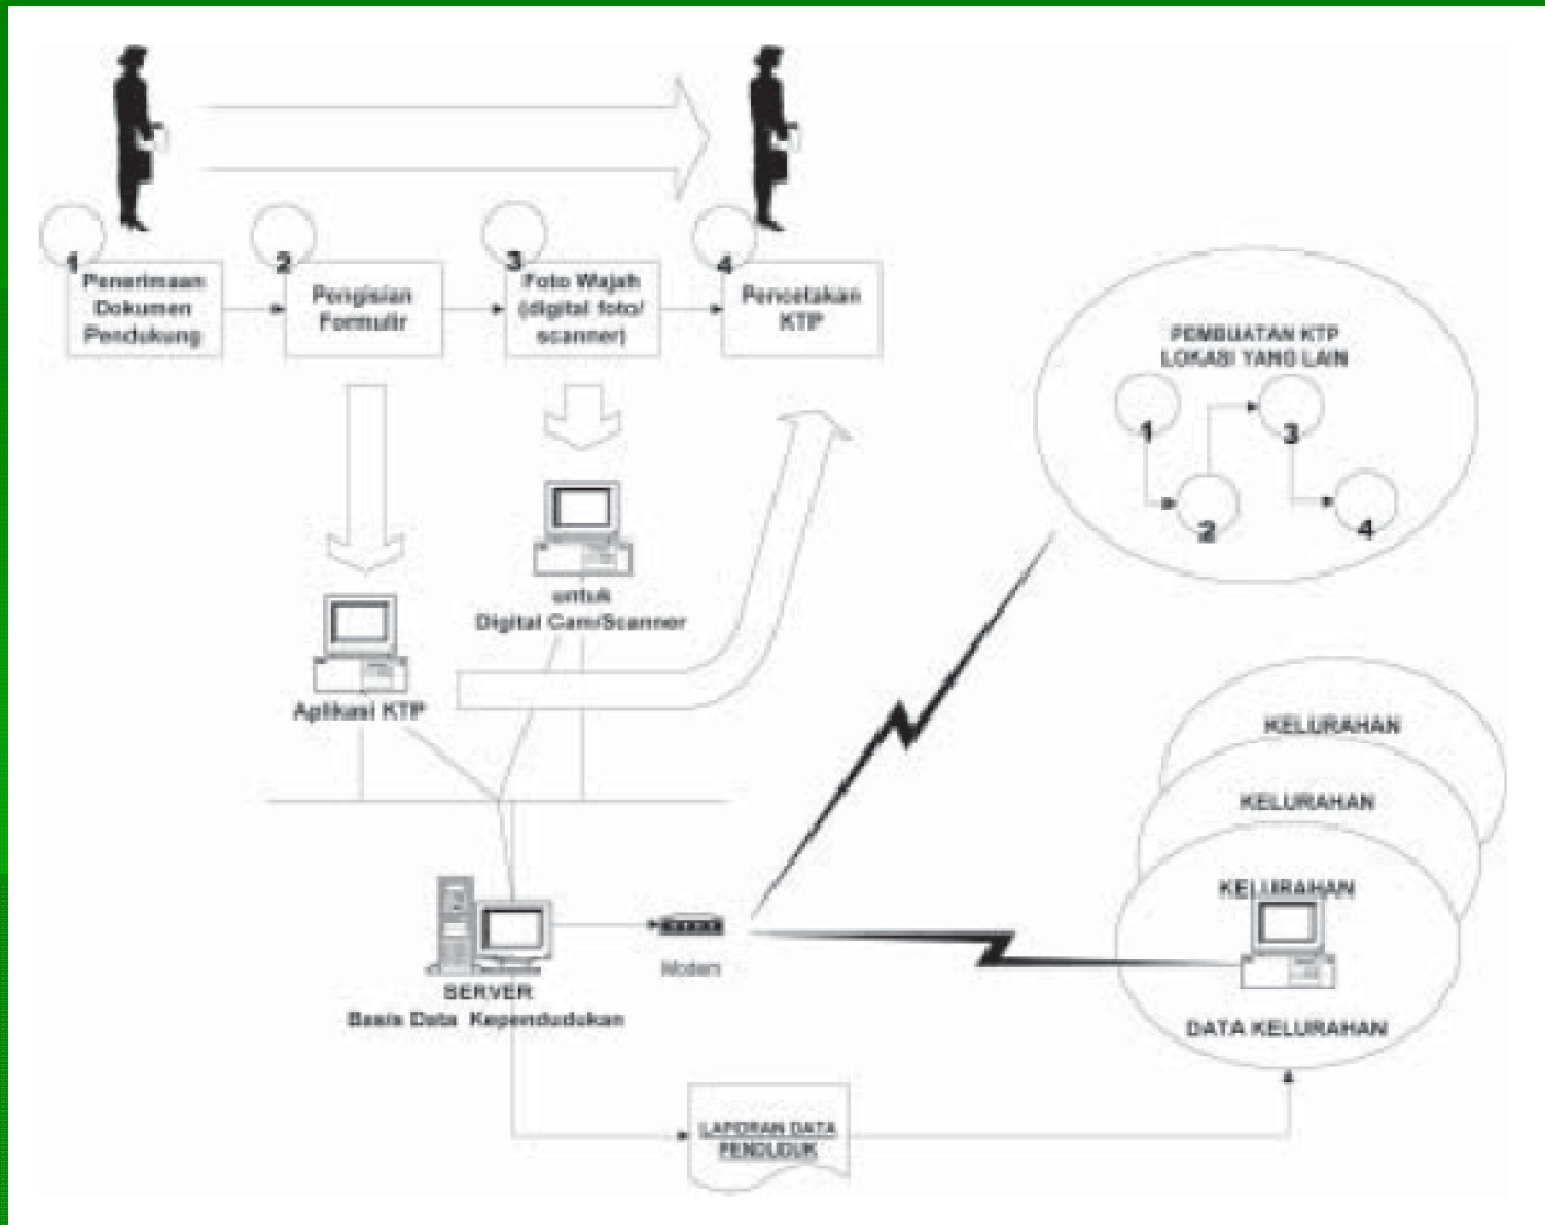 1
Penerimaan
Dokumen
Pendukung
2
Pengisian
Formulir
3
Foto Wajah
(digital foto/
scanner)
4
Pencetakan
KTP
PEMBUATAN KTP
LOKASI YANG LAIN
1
2
3
4
untuk
Digital Cam/Scanner
Aplikasi KTP
KELURAHAN
KELURAHAN
KELURAHAN
DATA KELURAHAN
Modem
SERVER
Basis Data Kependudukan
LAPORAN DATA
PENDUDUK